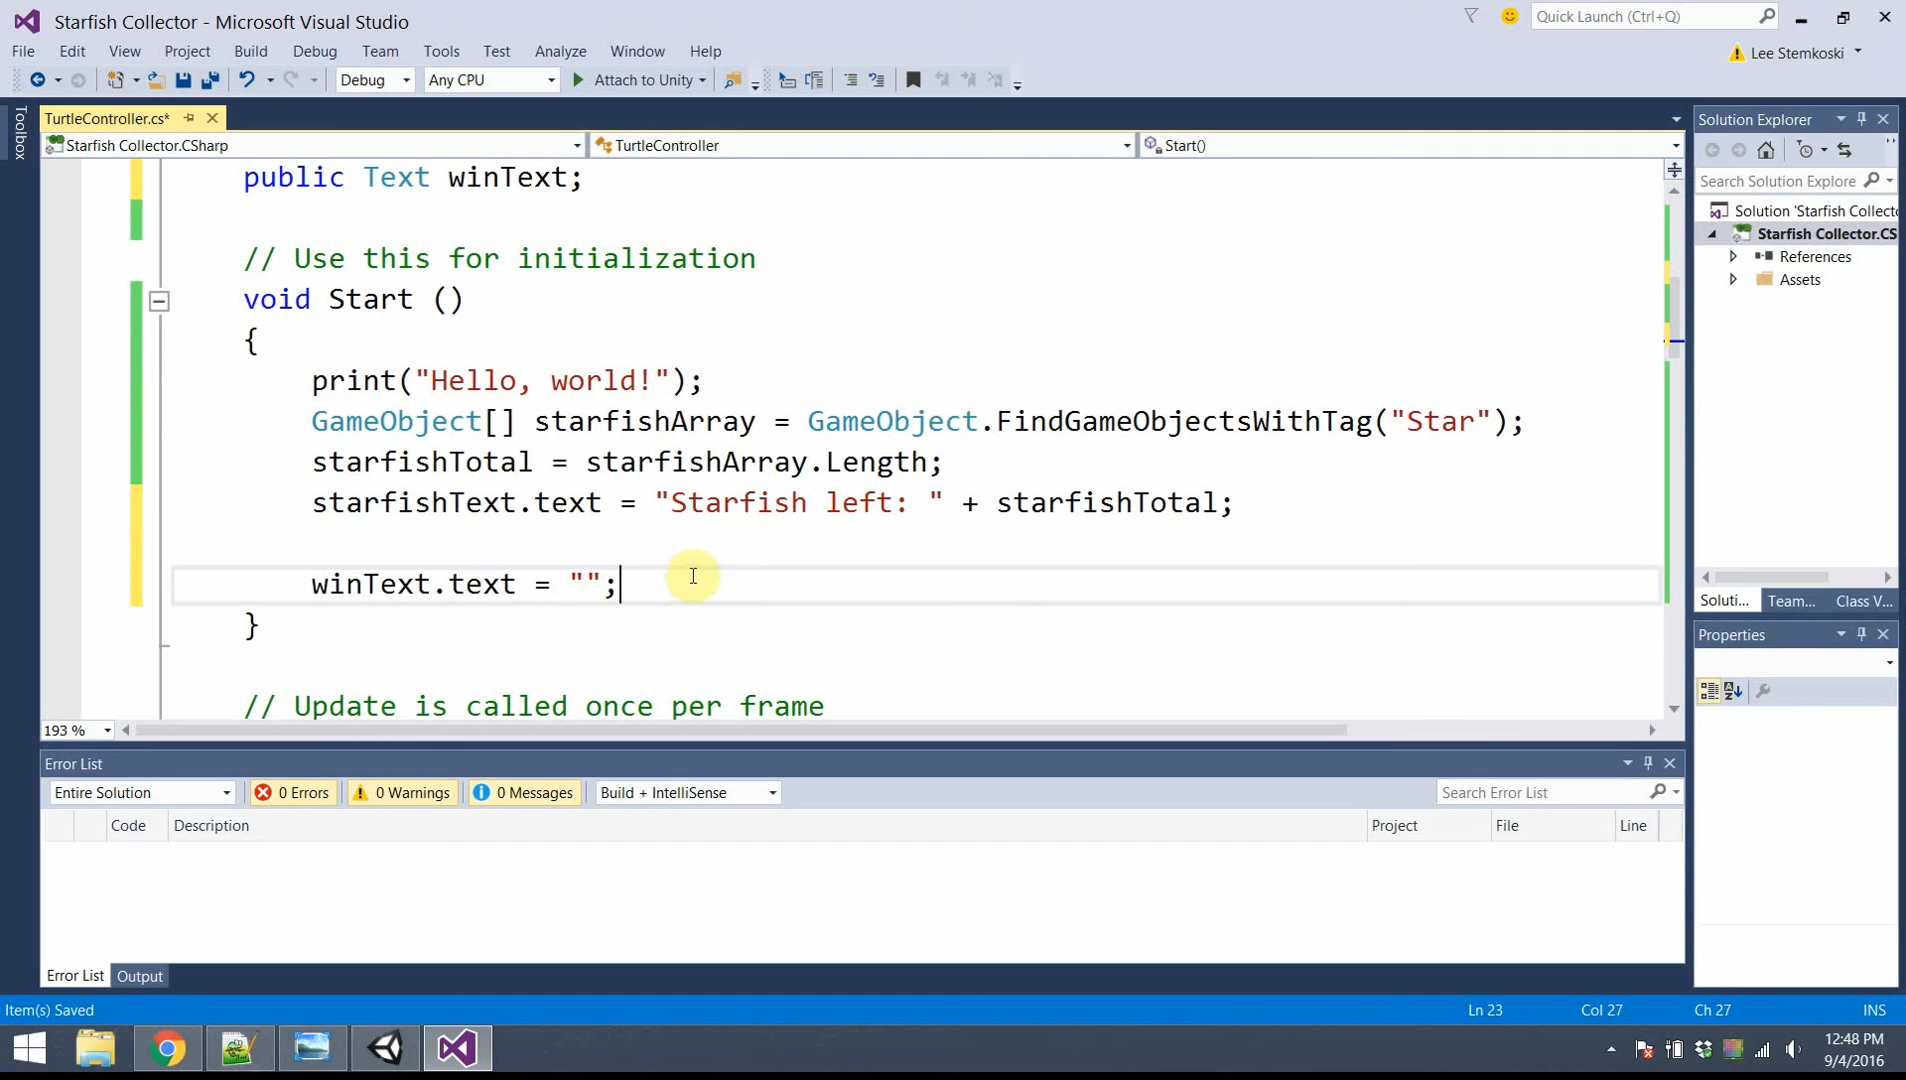 Starfish Collector - Microsoft Visual Studio
Quick Launch (Ctrl+Q)
File Edit View Project Build Debug Team Tools Test Analyze Window Help
Lee Stemkoski
Debug Any CPU Attach to Unity
Toolbox
TurtleController.cs*
Starfish Collector.CSharp TurtleController Start()
public Text winText;
// Use this for initialization
void Start ()
{
print("Hello, world!");
GameObject[] starfishArray = GameObject.FindGameObjectsWithTag("Star");
starfishTotal = starfishArray.Length;
starfishText.text = "Starfish left: " + starfishTotal;
winText.text = "";
}
// Update is called once per frame
193 %
Solution Explorer
Search Solution Explore
Solution 'Starfish Collecto
Starfish Collector.CS
References
Assets
Soluti... Team... Class V...
Properties
Error List
Entire Solution 0 Errors 0 Warnings 0 Messages Build + IntelliSense Search Error List
Code Description Project File Line
Error List Output
Item(s) Saved Ln 23 Col 27 Ch 27 INS
12:48 PM
9/4/2016